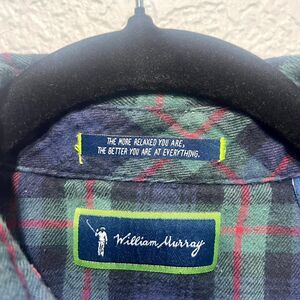 THE MORE RELAXED YOU ARE,
THE BETTER YOU ARE AT EVERYTHING.
William Murray